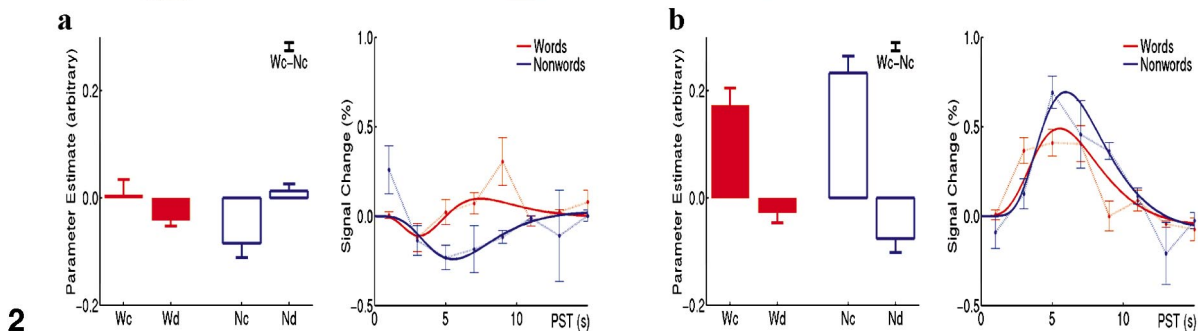 a
Parameter Estimate (arbitrary)
0.2
0.0
−0.2
Wc−Nc
Wc Wd Nc Nd
Signal Change (%)
1.0
0.5
0.0
−0.5
Words
Nonwords
0 5 10 PST (s)
b
Parameter Estimate (arbitrary)
0.2
0.0
−0.2
Wc−Nc
Wc Wd Nc Nd
Signal Change (%)
1.0
0.5
0.0
−0.5
Words
Nonwords
0 5 10 PST (s)
2